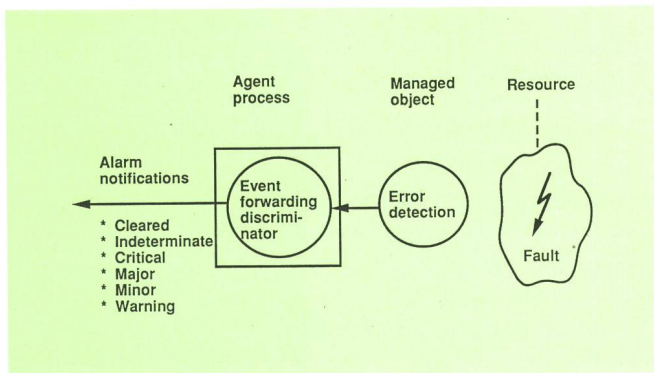 Agent
process
Managed
object
Resource
Alarm
notifications
* Cleared
* Indeterminate
* Critical
* Major
* Minor
* Warning
Event
forwarding
discrimi-
nator
Error
detection
Fault